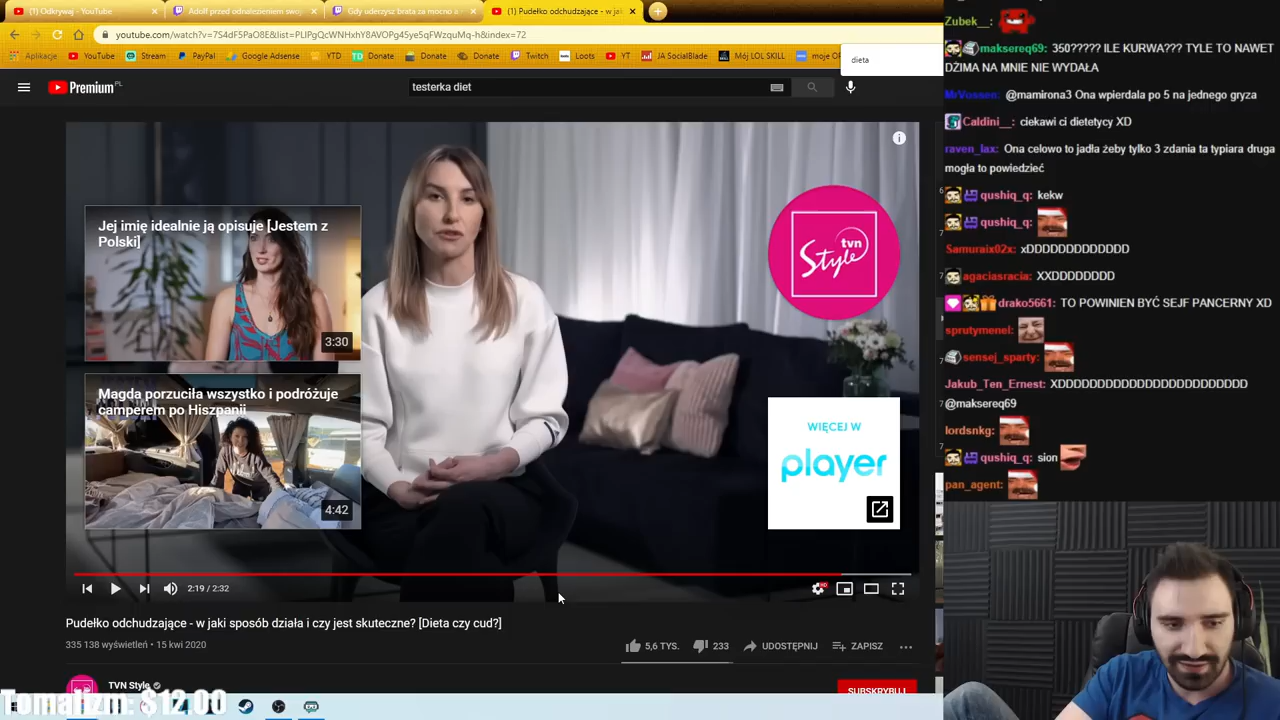 (1) Odkrywaj - YouTube
Adolf przed odnalezieniem swoj
Gdy uderzysz brata za mocno a
(1) Pudełko odchudzające - w jak
youtube.com/watch?v=7S4dF5PaO8E&list=PLIPgQcWNHxhY8AVOPg45yeSqFWzquMq-h&index=72
Aplikacje
YouTube
Stream
PayPal
Google Adsense
YTD
Donate
Donate
Donate
Twitch
Loots
YT
JA SocialBlade
Mój LOL SKILL
moje OP
dieta
Premium PL
testerka diet
Jej imię idealnie ją opisuje [Jestem z
Polski]
3:30
Magda porzuciła wszystko i podróżuje
camperem po Hiszpanii
4:42
tvn
Style
WIĘCEJ W
player
2:19 / 2:32
HD
Pudełko odchudzające - w jaki sposób działa i czy jest skuteczne? [Dieta czy cud?]
335 138 wyświetleń • 15 kwi 2020
5,6 TYS.
233
UDOSTĘPNIJ
ZAPISZ
TVN Style
SUBSKRYBUJ
$12.00
Zubek__:
maksereq69: 350????? ILE KURWA??? TYLE TO NAWET
DŻIMA NA MNIE NIE WYDAŁA
MrVossen: @mamirona3 Ona wpierdala po 5 na jednego gryza
Caldini__: ciekawi ci dietetycy XD
raven_lax: Ona celowo to jadła żeby tylko 3 zdania ta typiara druga
mogła to powiedzieć
qushiq_q: kekw
qushiq_q:
Samuraix02x: xDDDDDDDDDDDDD
agaciasracia: XXDDDDDDDD
drako5661: TO POWINIEN BYĆ SEJF PANCERNY XD
sprutymenel:
sensej_sparty:
Jakub_Ten_Ernest: XDDDDDDDDDDDDDDDDDDDDDDDD
@maksereq69
lordsnkg:
qushiq_q: sion
pan_agent: